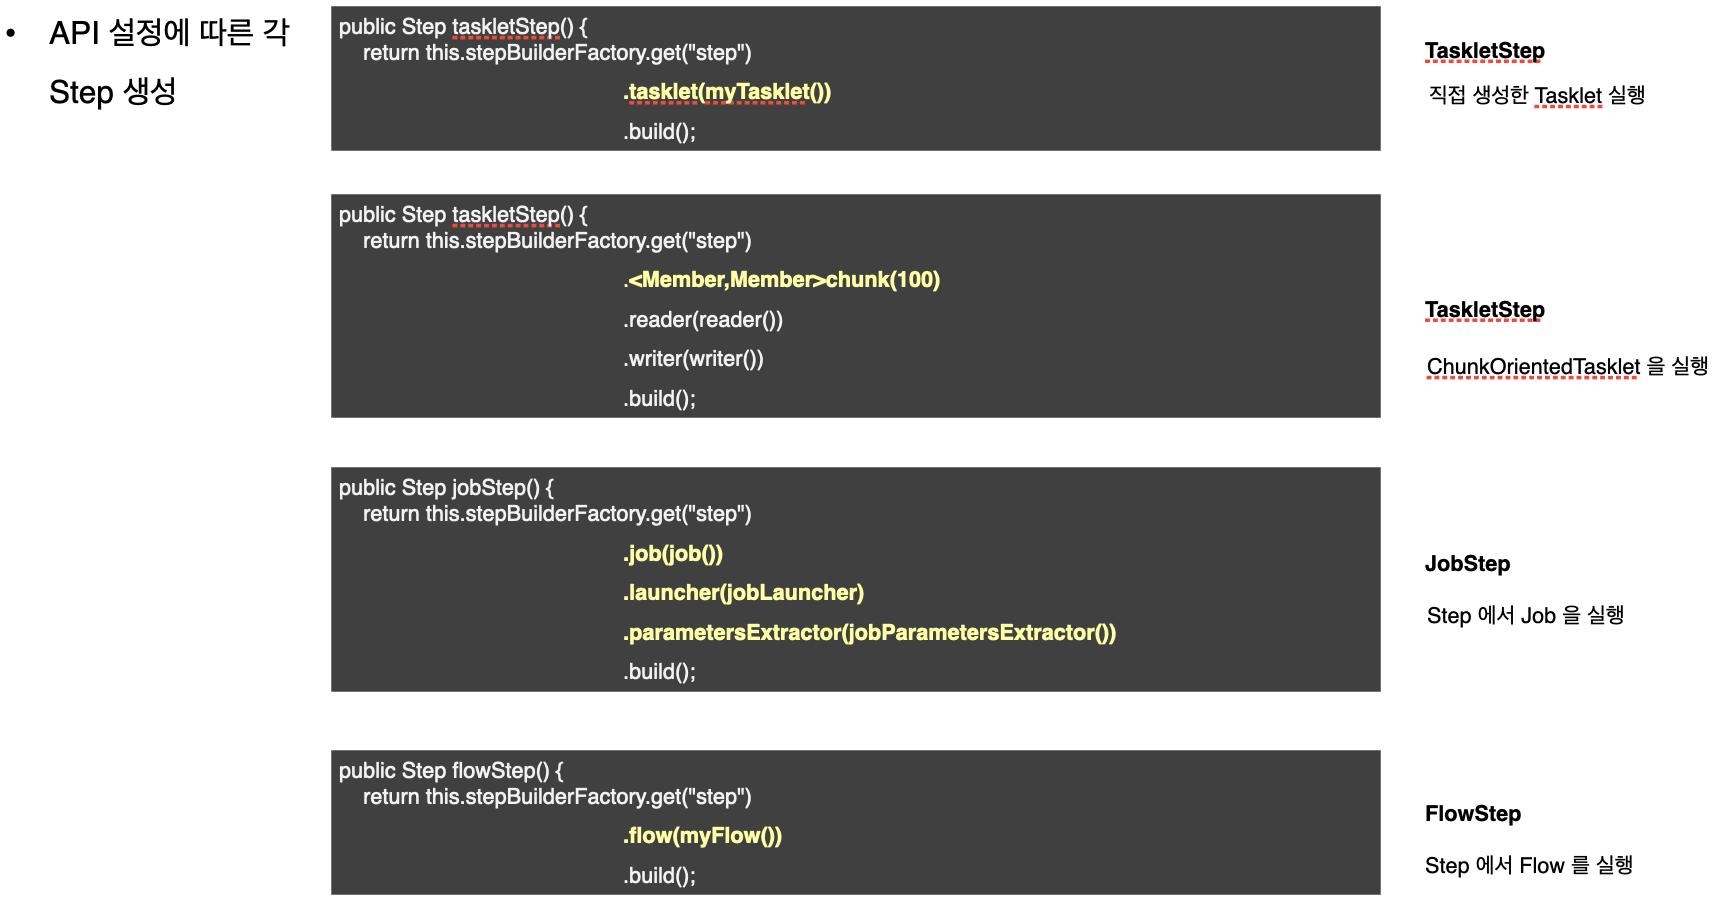 • API 설정에 따른 각
Step 생성
public Step taskletStep() {
return this.stepBuilderFactory.get("step")
.tasklet(myTasklet())
.build();
TaskletStep
직접 생성한 Tasklet 실행
public Step taskletStep() {
return this.stepBuilderFactory.get("step")
.<Member,Member>chunk(100)
.reader(reader())
.writer(writer())
.build();
TaskletStep
ChunkOrientedTasklet 을 실행
public Step jobStep() {
return this.stepBuilderFactory.get("step")
.job(job())
.launcher(jobLauncher)
.parametersExtractor(jobParametersExtractor())
.build();
JobStep
Step 에서 Job 을 실행
public Step flowStep() {
return this.stepBuilderFactory.get("step")
.flow(myFlow())
.build();
FlowStep
Step 에서 Flow 를 실행